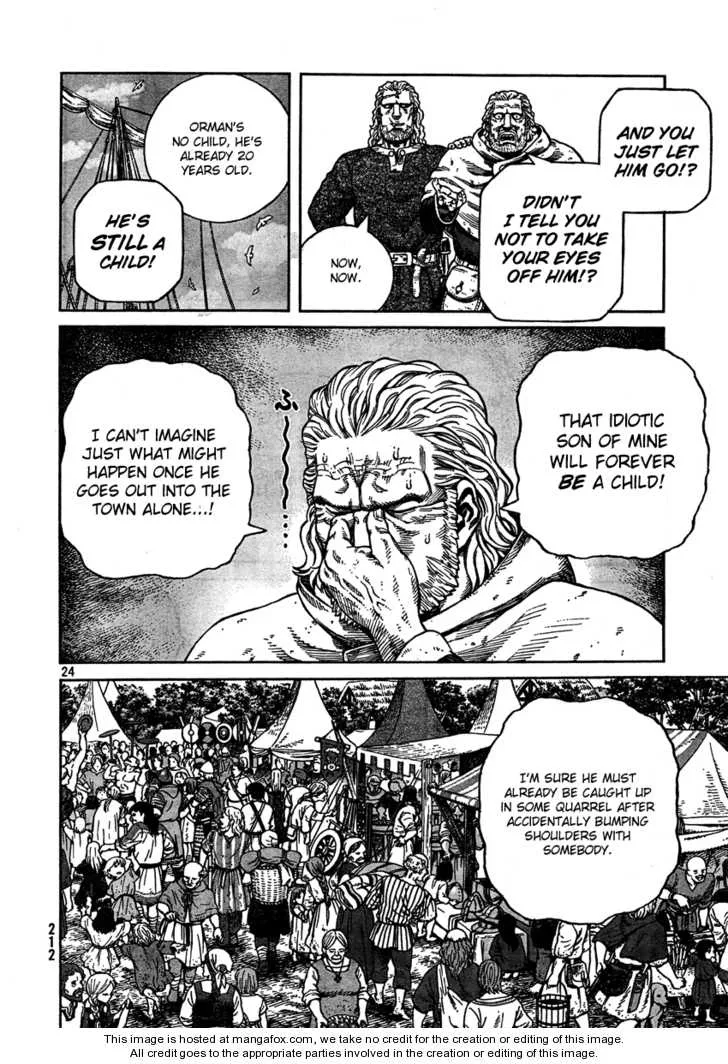 AND YOU
JUST LET
HIM GO!?
DIDN'T
I TELL YOU
NOT TO TAKE
YOUR EYES
OFF HIM!?
NOW,
NOW.
ORMAN'S
NO CHILD, HE'S
ALREADY 20
YEARS OLD.
HE'S
STILL A
CHILD!
THAT IDIOTIC
SON OF MINE
WILL FOREVER
BE A CHILD!
ふ〜…
I CAN'T IMAGINE
JUST WHAT MIGHT
HAPPEN ONCE HE
GOES OUT INTO THE
TOWN ALONE...!
24
I'M SURE HE MUST
ALREADY BE CAUGHT UP
IN SOME QUARREL AFTER
ACCIDENTALLY BUMPING
SHOULDERS WITH
SOMEBODY.
212
This image is hosted at mangafox.com, we take no credit for the creation or editing of this image.
All credit goes to the appropriate parties involved in the creation or editing of this image.